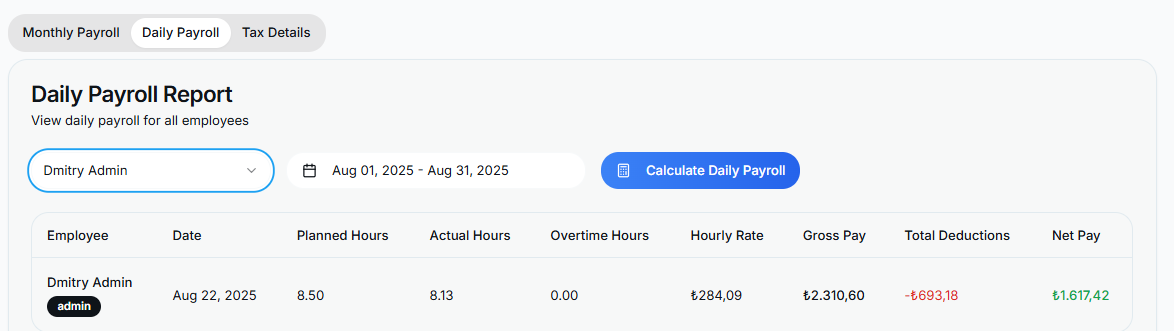 Monthly Payroll Daily Payroll Tax Details
Daily Payroll Report
View daily payroll for all employees
Dmitry Admin Aug 01, 2025 - Aug 31, 2025 Calculate Daily Payroll
Employee Date Planned Hours Actual Hours Overtime Hours Hourly Rate Gross Pay Total Deductions Net Pay
Dmitry Admin
admin Aug 22, 2025 8.50 8.13 0.00 ₺284,09 ₺2.310,60 -₺693,18 ₺1.617,42